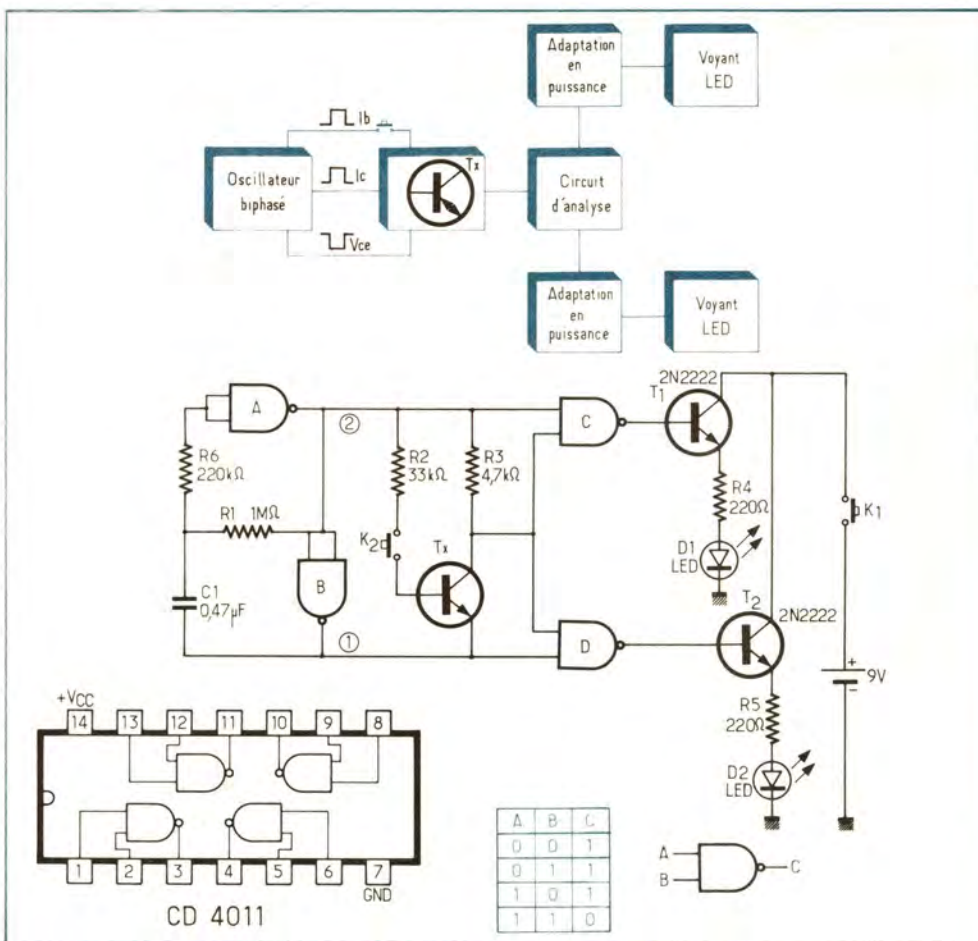 Adaptation
en
puissance
Voyant
LED
Ib
Oscillateur
biphasé
Ic
Vce
Tx
Circuit
d'analyse
Adaptation
en
puissance
Voyant
LED
A
②
R6
220kΩ
R1 1MΩ
B
C1
0,47µF
①
R2
33kΩ
R3
4,7kΩ
K2
Tx
C
D
2N2222
T1
R4
220Ω
D1
LED
K1
T2
2N2222
R5
220Ω
D2
LED
+
9V
−
+VCC
14 13 12 11 10 9 8
1 2 3 4 5 6 7
GND
CD 4011
A B C
0 0 1
0 1 1
1 0 1
1 1 0
A
B
C